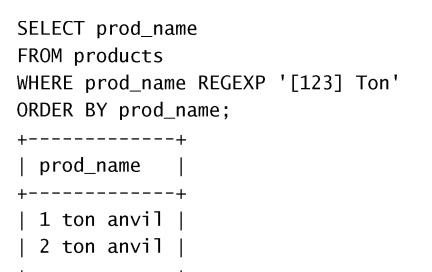 SELECT prod_name
FROM products
WHERE prod_name REGEXP '[123] Ton'
ORDER BY prod_name;
+-------------+
| prod_name   |
+-------------+
| 1 ton anvil |
| 2 ton anvil |
+-------------+